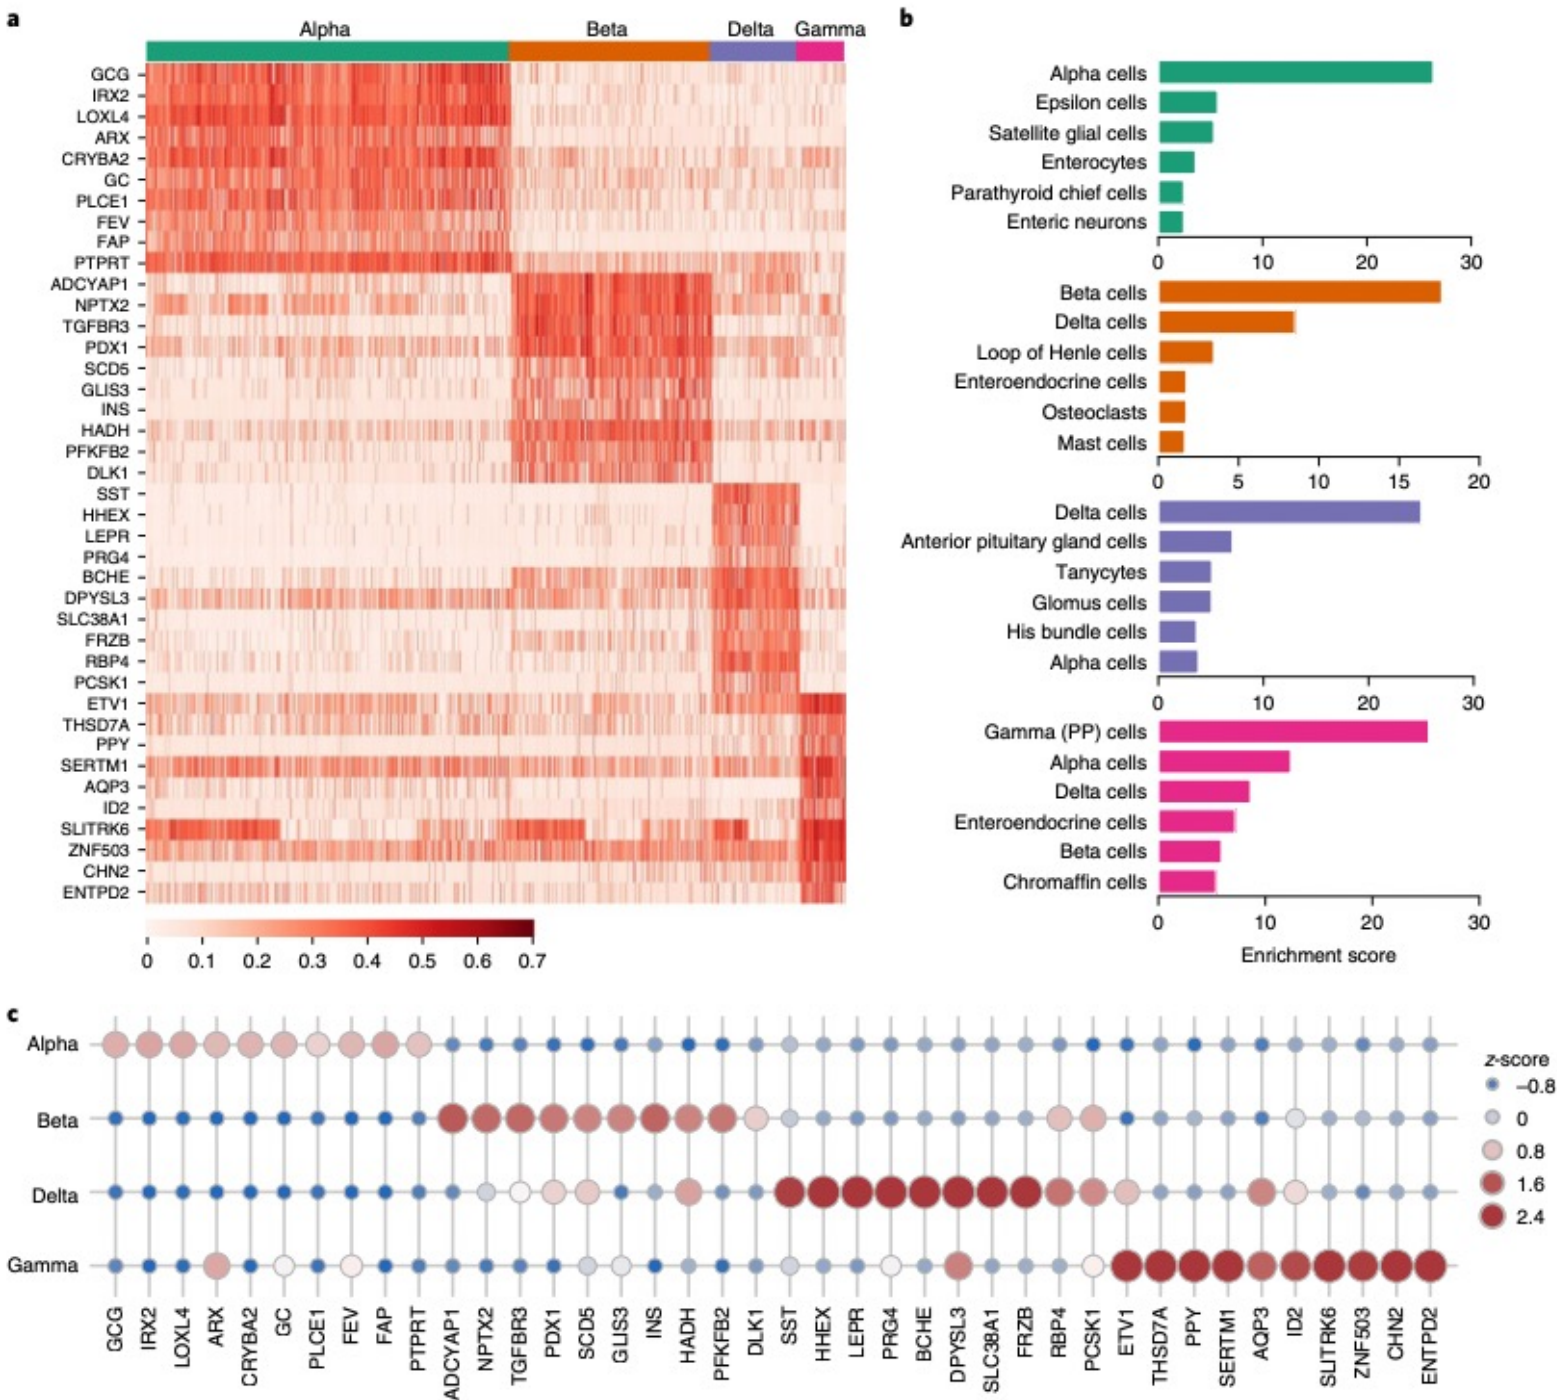 a
Alpha Beta Delta Gamma
GCG
IRX2
LOXL4
ARX
CRYBA2
GC
PLCE1
FEV
FAP
PTPRT
ADCYAP1
NPTX2
TGFBR3
PDX1
SCD5
GLIS3
INS
HADH
PFKFB2
DLK1
SST
HHEX
LEPR
PRG4
BCHE
DPYSL3
SLC38A1
FRZB
RBP4
PCSK1
ETV1
THSD7A
PPY
SERTM1
AQP3
ID2
SLITRK6
ZNF503
CHN2
ENTPD2
0 0.1 0.2 0.3 0.4 0.5 0.6 0.7
b
Alpha cells
Epsilon cells
Satellite glial cells
Enterocytes
Parathyroid chief cells
Enteric neurons
0 10 20 30
Beta cells
Delta cells
Loop of Henle cells
Enteroendocrine cells
Osteoclasts
Mast cells
0 5 10 15 20
Delta cells
Anterior pituitary gland cells
Tanycytes
Glomus cells
His bundle cells
Alpha cells
0 10 20 30
Gamma (PP) cells
Alpha cells
Delta cells
Enteroendocrine cells
Beta cells
Chromaffin cells
0 10 20 30
Enrichment score
c
Alpha
Beta
Delta
Gamma
GCG IRX2 LOXL4 ARX CRYBA2 GC PLCE1 FEV FAP PTPRT ADCYAP1 NPTX2 TGFBR3 PDX1 SCD5 GLIS3 INS HADH PFKFB2 DLK1 SST HHEX LEPR PRG4 BCHE DPYSL3 SLC38A1 FRZB RBP4 PCSK1 ETV1 THSD7A PPY SERTM1 AQP3 ID2 SLITRK6 ZNF503 CHN2 ENTPD2
z-score
–0.8
0
0.8
1.6
2.4